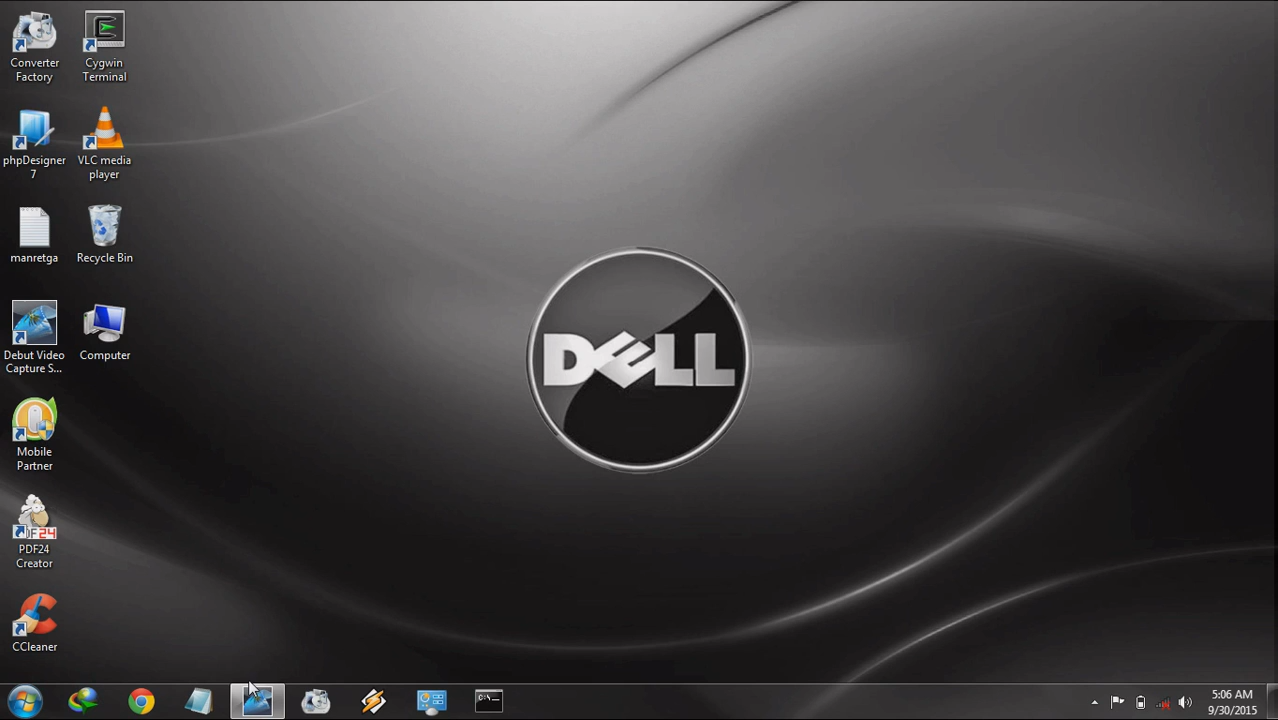 Converter
Factory
Cygwin
Terminal
phpDesigner
7
VLC media
player
manretga
Recycle Bin
Debut Video
Capture S...
Computer
Mobile
Partner
PDF24
Creator
CCleaner
DELL
C:\_
5:06 AM
9/30/2015